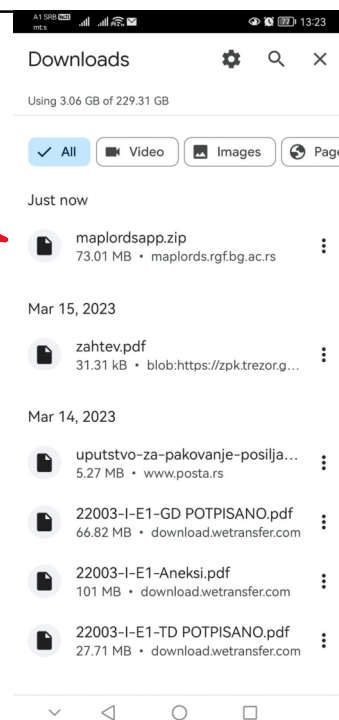 A1 SRB VoLTE
mt:s
77 13:23
Downloads
Using 3.06 GB of 229.31 GB
All Video Images Page
Just now
maplordsapp.zip
73.01 MB • maplords.rgf.bg.ac.rs
Mar 15, 2023
zahtev.pdf
31.31 kB • blob:https://zpk.trezor.g...
Mar 14, 2023
uputstvo-za-pakovanje-posilja...
5.27 MB • www.posta.rs
22003-I-E1-GD POTPISANO.pdf
66.82 MB • download.wetransfer.com
22003-I-E1-Aneksi.pdf
101 MB • download.wetransfer.com
22003-I-E1-TD POTPISANO.pdf
27.71 MB • download.wetransfer.com